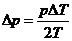 Δp = pΔT / 2T